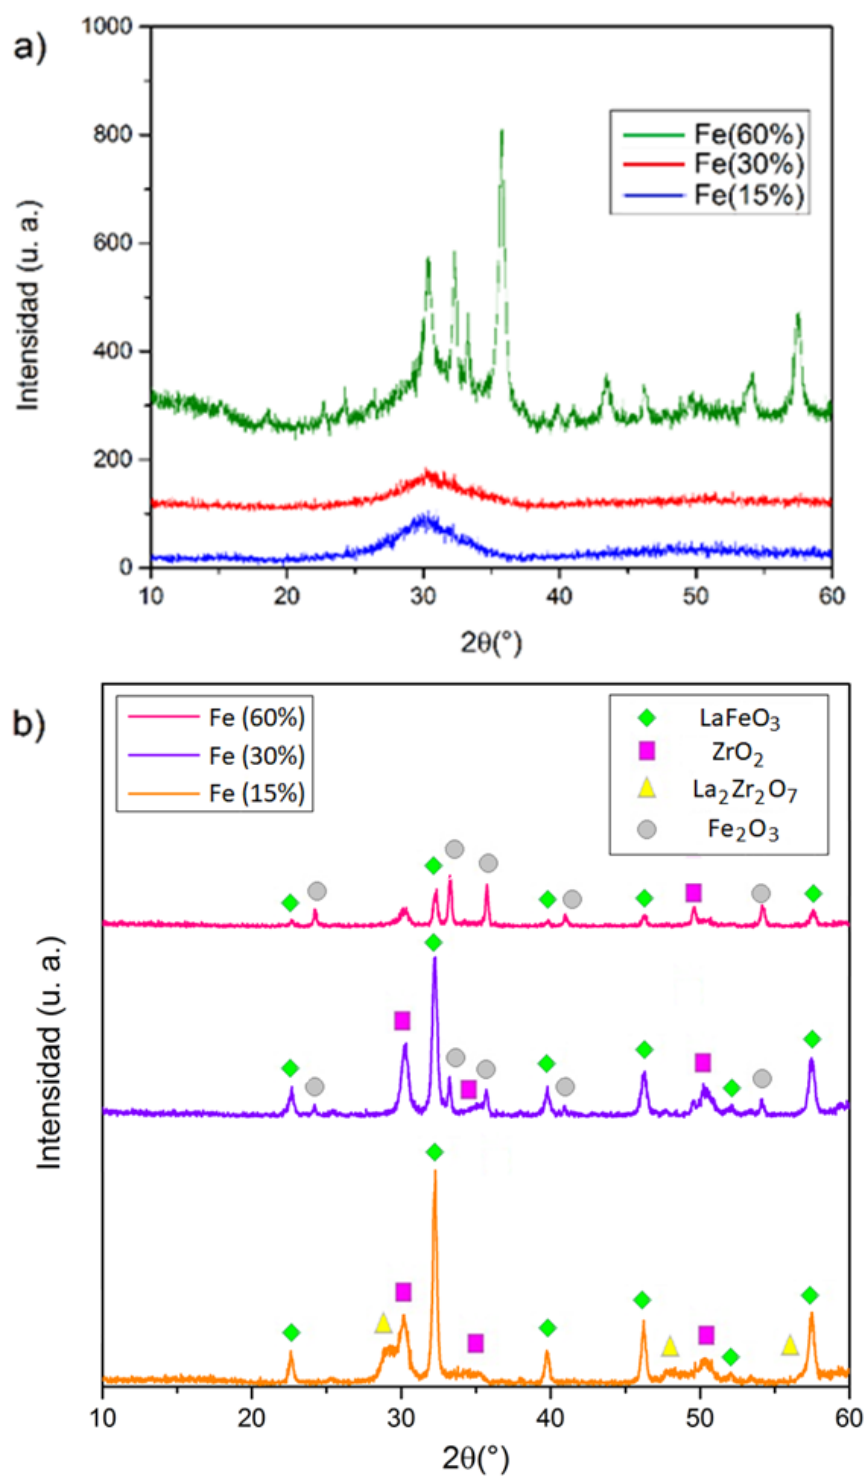 a)
1000
800
600
400
200
0
Intensidad (u. a.)
Fe(60%)
Fe(30%)
Fe(15%)
10 20 30 40 50 60
2θ(°)
b)
Fe (60%)
Fe (30%)
Fe (15%)
LaFeO₃
ZrO₂
La₂Zr₂O₇
Fe₂O₃
Intensidad (u. a.)
10 20 30 40 50 60
2θ(°)